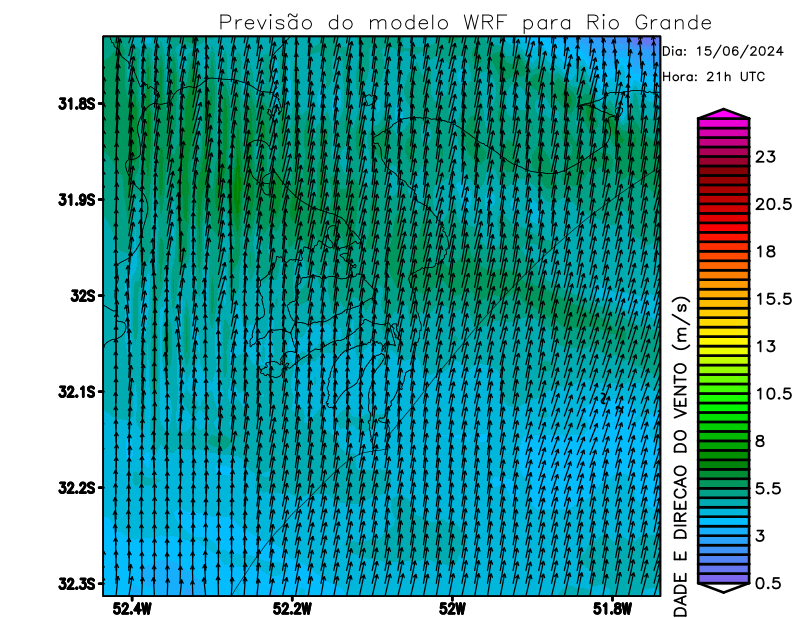 Previsão do modelo WRF para Rio Grande
Dia: 15/06/2024
Hora: 21h UTC
31.8S
31.9S
32S
32.1S
32.2S
32.3S
52.4W
52.2W
52W
51.8W
23
20.5
18
15.5
13
10.5
8
5.5
3
0.5
DADE E DIRECAO DO VENTO (m/s)